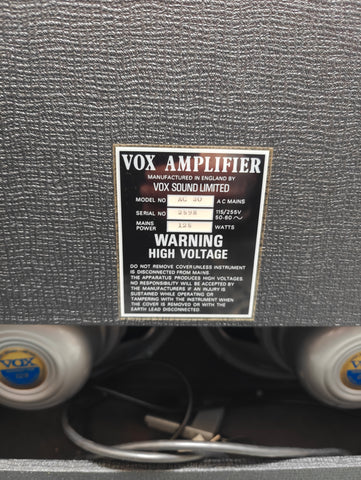 VOX AMPLIFIER
MANUFACTURED IN ENGLAND BY
VOX SOUND LIMITED
MODEL NO AC 30 A C MAINS
SERIAL NO 2598 115/255V
50-60 ~
MAINS POWER 125 WATTS
WARNING
HIGH VOLTAGE
DO NOT REMOVE COVER UNLESS INSTRUMENT
IS DISCONNECTED FROM MAINS.
THE APPARATUS PRODUCES HIGH VOLTAGES.
NO RESPONSIBILITY WILL BE ACCEPTED BY
THE MANUFACTURERS IF AN INJURY IS
SUSTAINED WHILE OPERATING OR
TAMPERING WITH THE INSTRUMENT WHEN
THE COVER IS REMOVED OR WITH THE
EARTH LEAD DISCONNECTED.
VOX
VOX